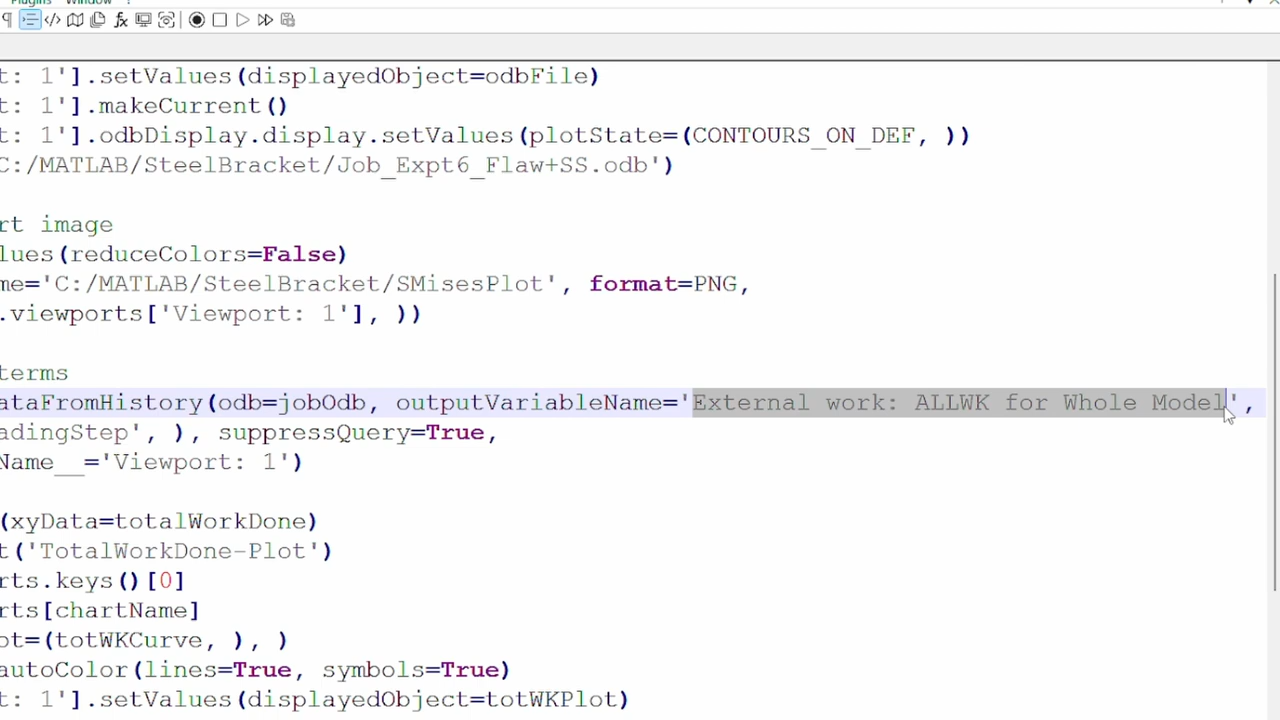 Plugins Window ?
t: 1'].setValues(displayedObject=odbFile)
t: 1'].makeCurrent()
t: 1'].odbDisplay.display.setValues(plotState=(CONTOURS_ON_DEF, ))
C:/MATLAB/SteelBracket/Job_Expt6_Flaw+SS.odb')
rt image
lues(reduceColors=False)
me='C:/MATLAB/SteelBracket/SMisesPlot', format=PNG,
.viewports['Viewport: 1'], ))
terms
ataFromHistory(odb=jobOdb, outputVariableName='External work: ALLWK for Whole Model',
adingStep', ), suppressQuery=True,
Name__='Viewport: 1')
(xyData=totalWorkDone)
t('TotalWorkDone-Plot')
rts.keys()[0]
rts[chartName]
ot=(totWKCurve, ), )
autoColor(lines=True, symbols=True)
t: 1'].setValues(displayedObject=totWKPlot)